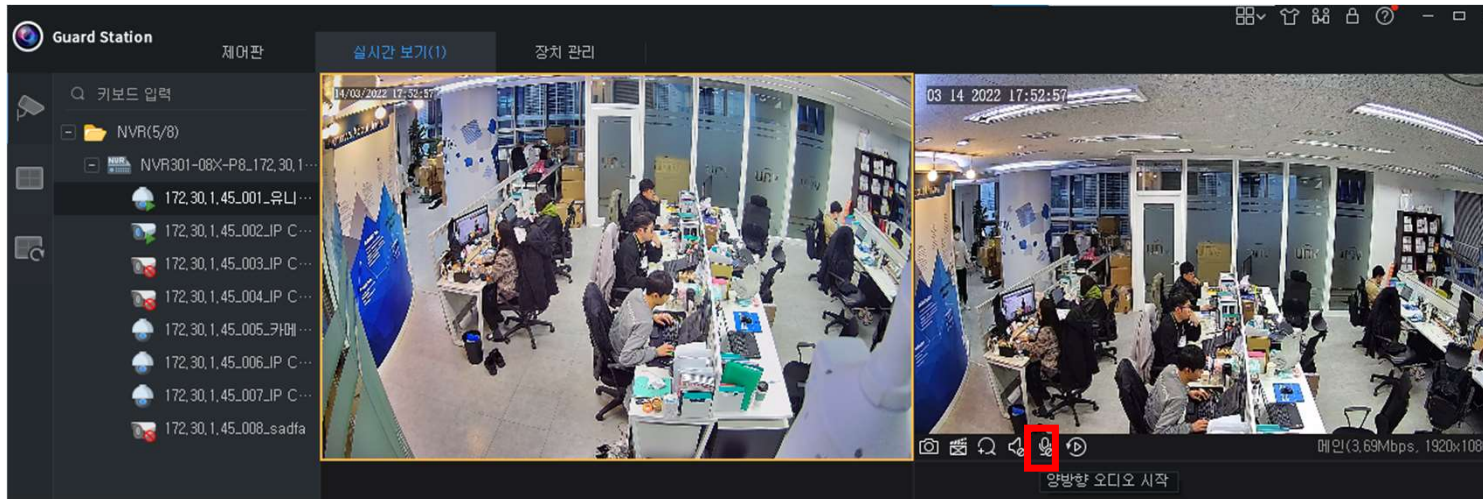 Guard Station
제어판
실시간 보기(1)
장치 관리
키보드 입력
NVR(5/8)
NVR301-08X-P8_172,30,1···
172,30,1,45_001_유니···
172,30,1,45_002_IP C···
172,30,1,45_003_IP C···
172,30,1,45_004_IP C···
172,30,1,45_005_카메···
172,30,1,45_006_IP C···
172,30,1,45_007_IP C···
172,30,1,45_008_sadfa
14/03/2022 17:52:57
03 14 2022 17:52:57
unv
메인(3,69Mbps, 1920x108
양방향 오디오 시작